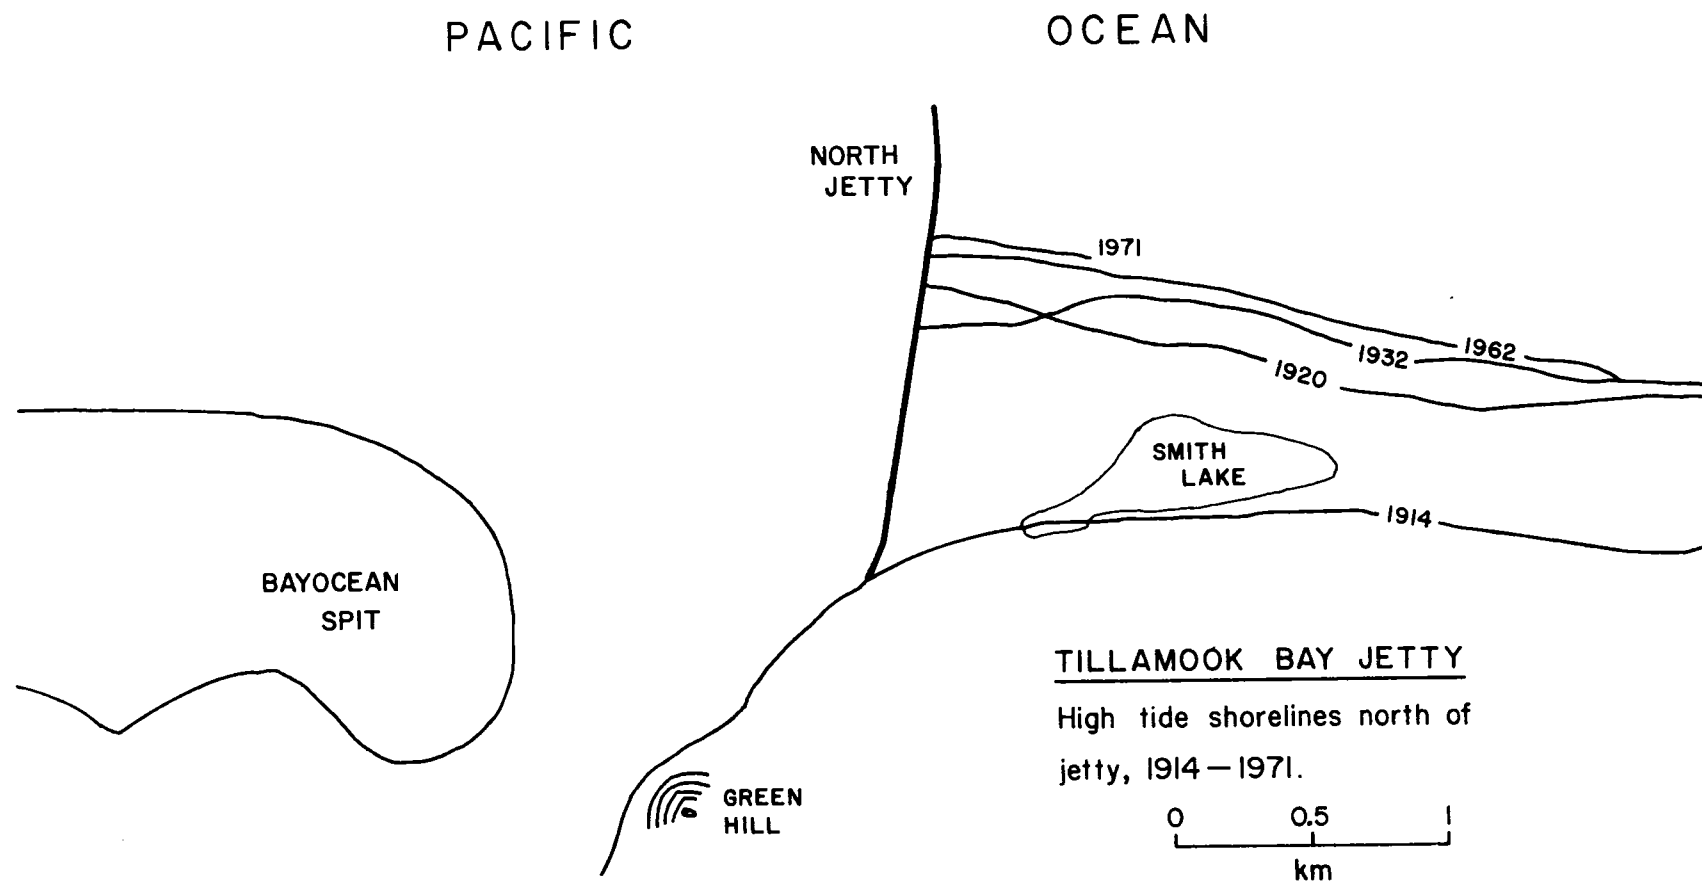 PACIFIC OCEAN
NORTH
JETTY
1971
1962
1932
1920
SMITH
LAKE
1914
BAYOCEAN
SPIT
TILLAMOOK BAY JETTY
High tide shorelines north of
jetty, 1914–1971.
GREEN
HILL
0 0.5 1
km